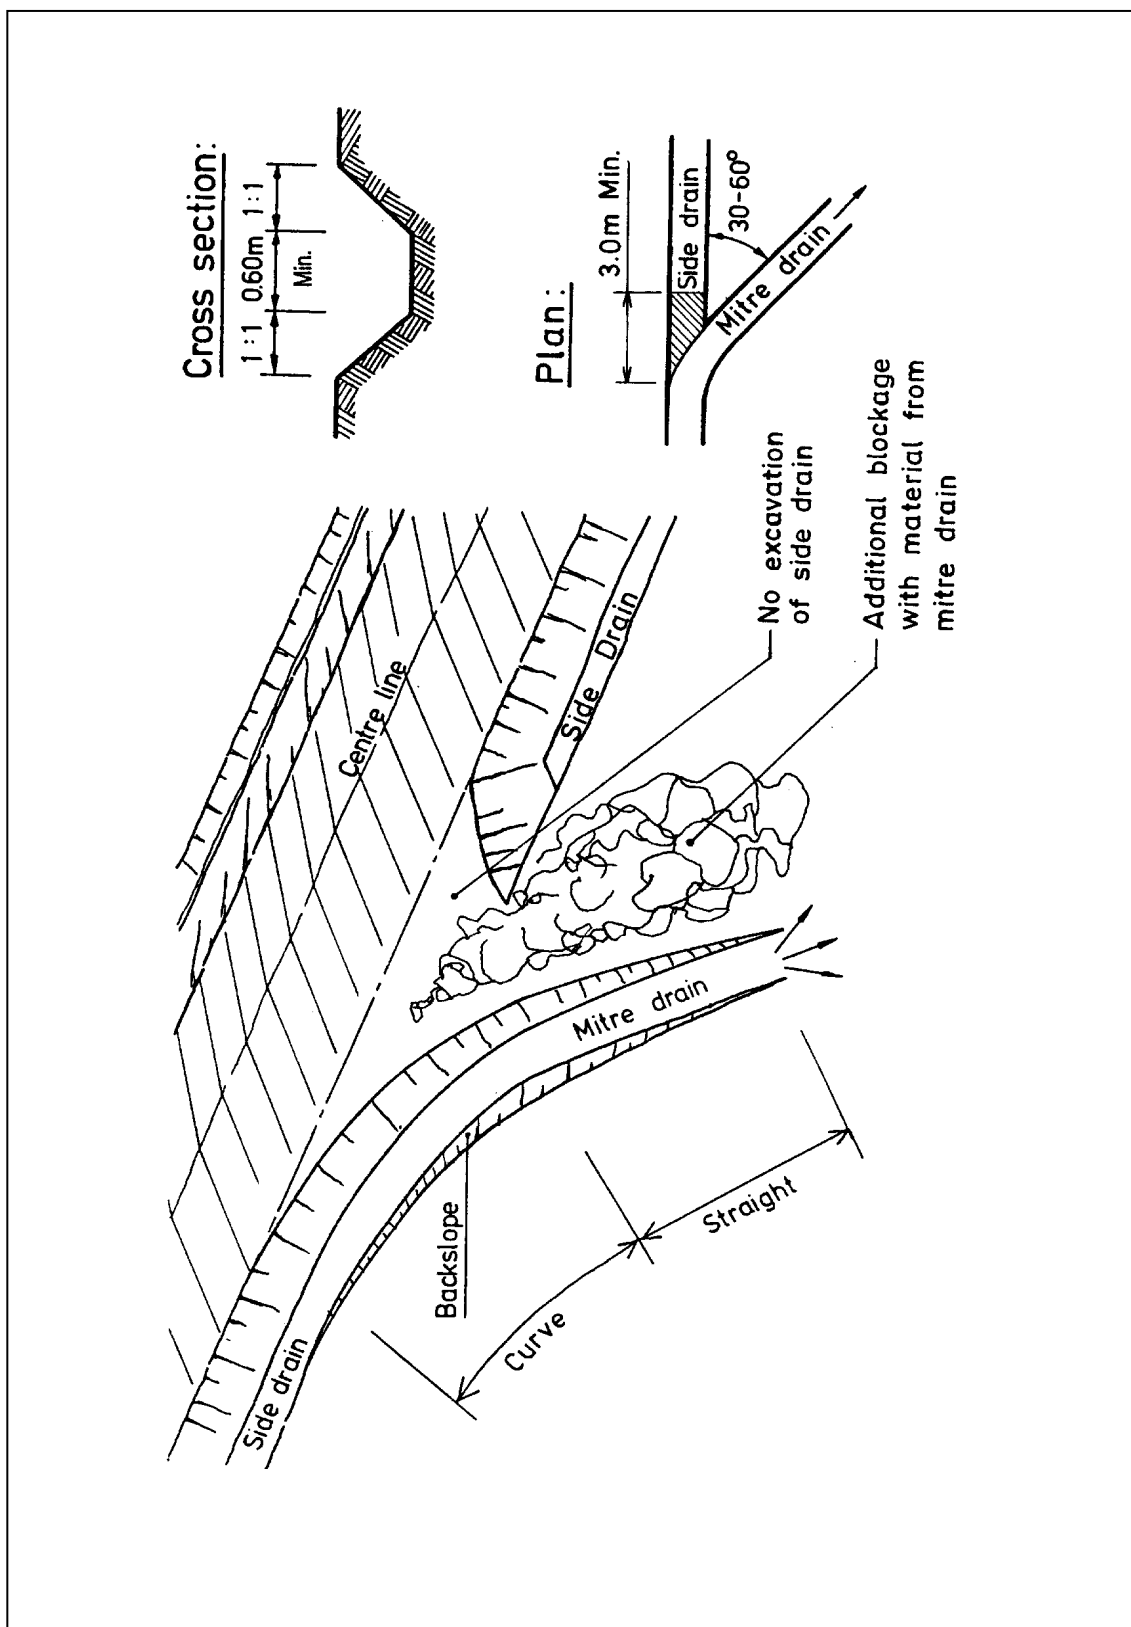 Cross section:
1:1 0.60m 1:1
Min.
Plan:
3.0m Min.
Side drain
30-60°
Mitre drain
Centre line
Side Drain
No excavation
of side drain
Additional blockage
with material from
mitre drain
Side drain
Mitre drain
Backslope
Curve
Straight